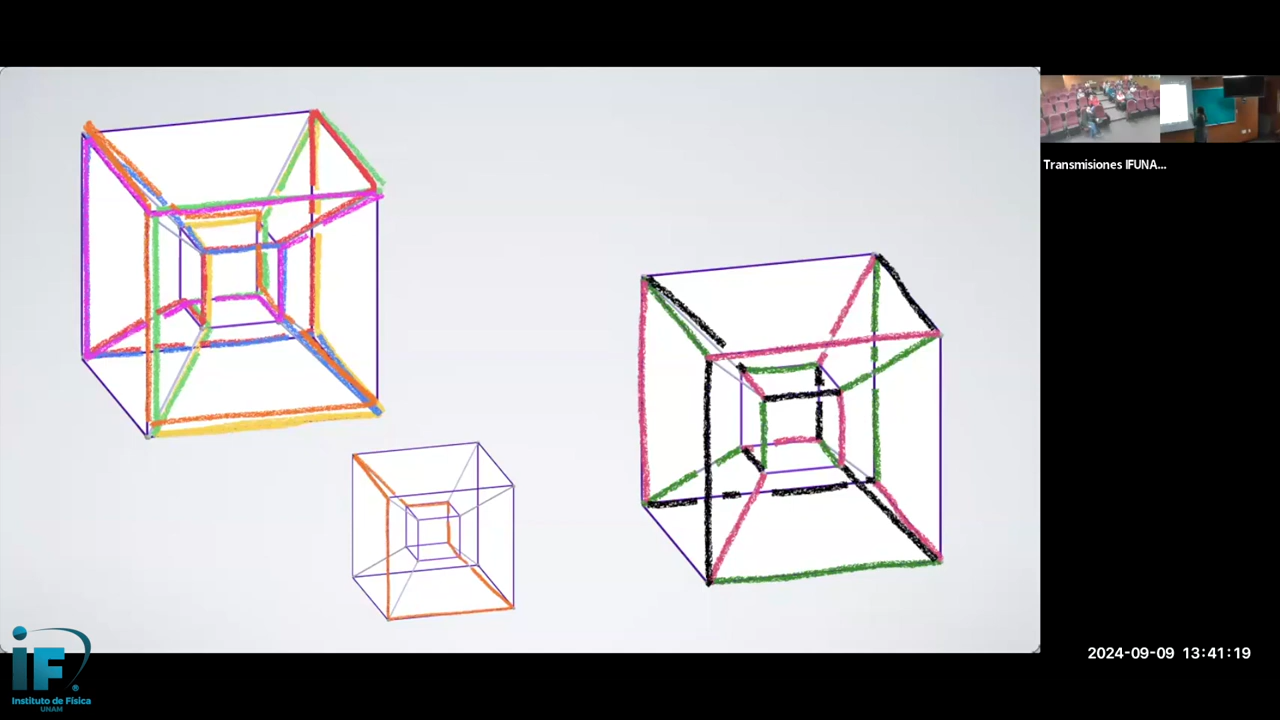 Transmisiones IFUNA...
2024-09-09 13:41:19
iF
Instituto de Física
UNAM